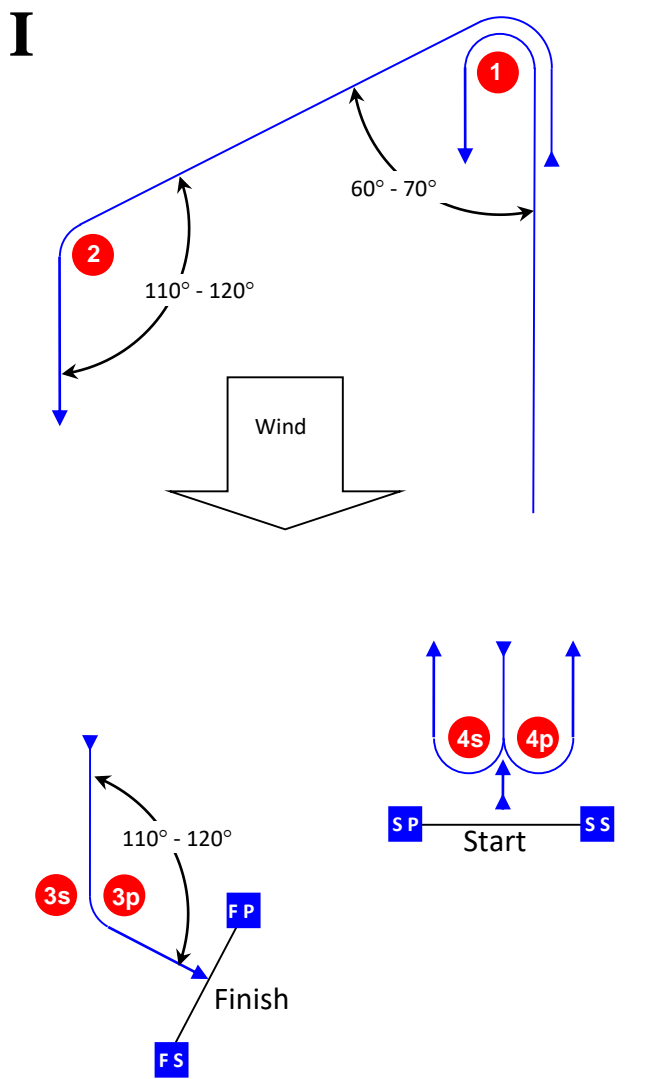 I
1
60° - 70°
2
110° - 120°
Wind
4s
4p
S P
S S
Start
110° - 120°
3s
3p
F P
Finish
F S